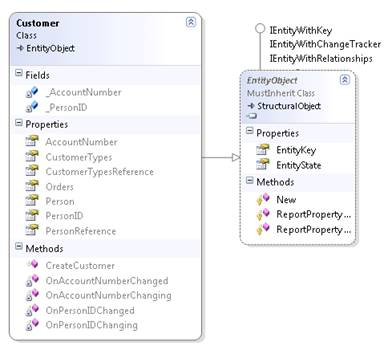 Customer
Class
EntityObject
Fields
_AccountNumber
_PersonID
Properties
AccountNumber
CustomerTypes
CustomerTypesReference
Orders
Person
PersonID
PersonReference
Methods
CreateCustomer
OnAccountNumberChanged
OnAccountNumberChanging
OnPersonIDChanged
OnPersonIDChanging
IEntityWithKey
IEntityWithChangeTracker
IEntityWithRelationships
EntityObject
MustInherit Class
StructuralObject
Properties
EntityKey
EntityState
Methods
New
ReportProperty...
ReportProperty...